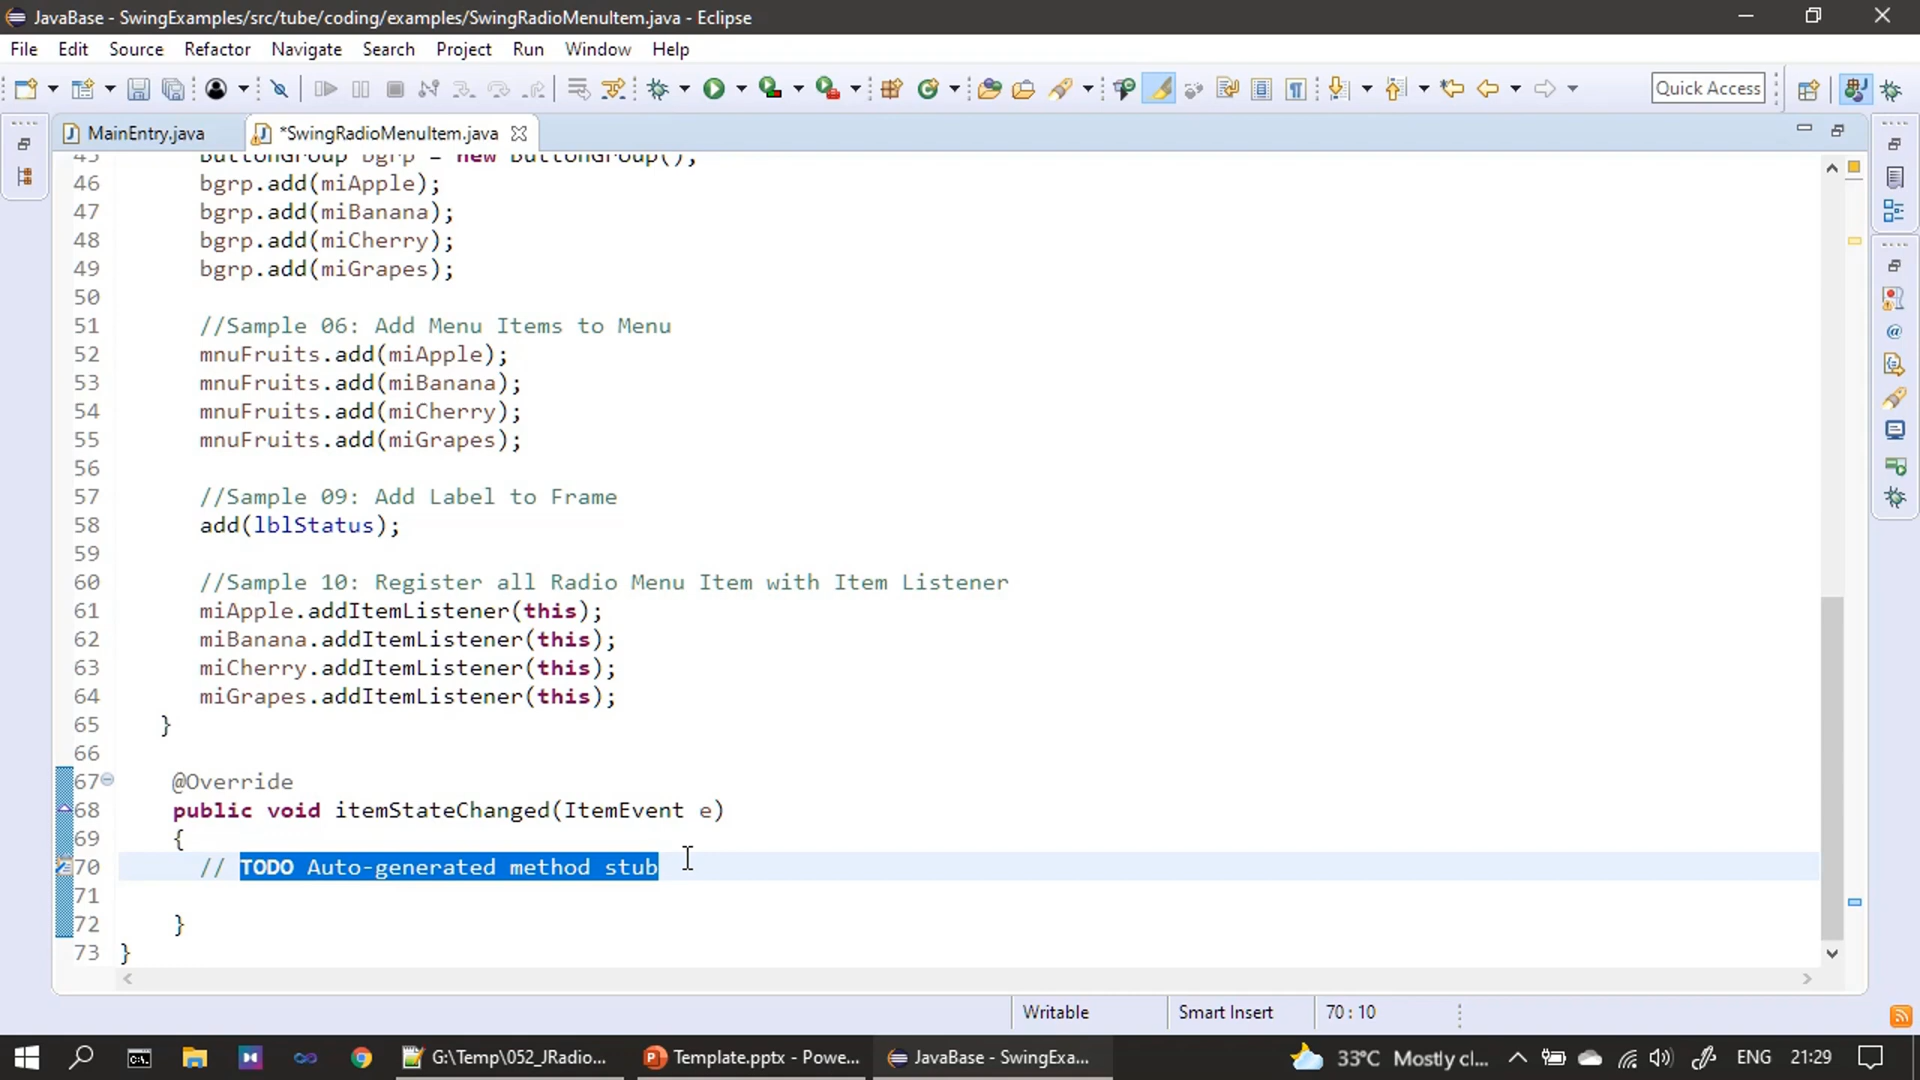 JavaBase - SwingExamples/src/tube/coding/examples/SwingRadioMenuItem.java - Eclipse
File Edit Source Refactor Navigate Search Project Run Window Help
Quick Access
MainEntry.java *SwingRadioMenuItem.java
45 ButtonGroup bgrp = new ButtonGroup();
46 bgrp.add(miApple);
47 bgrp.add(miBanana);
48 bgrp.add(miCherry);
49 bgrp.add(miGrapes);
50
51 //Sample 06: Add Menu Items to Menu
52 mnuFruits.add(miApple);
53 mnuFruits.add(miBanana);
54 mnuFruits.add(miCherry);
55 mnuFruits.add(miGrapes);
56
57 //Sample 09: Add Label to Frame
58 add(lblStatus);
59
60 //Sample 10: Register all Radio Menu Item with Item Listener
61 miApple.addItemListener(this);
62 miBanana.addItemListener(this);
63 miCherry.addItemListener(this);
64 miGrapes.addItemListener(this);
65 }
66
67 @Override
68 public void itemStateChanged(ItemEvent e)
69 {
70 // TODO Auto-generated method stub
71
72 }
73 }
Writable Smart Insert 70 : 10
G:\Temp\052_JRadio... Template.pptx - Powe... JavaBase - SwingExa... 33°C Mostly cl... ENG 21:29